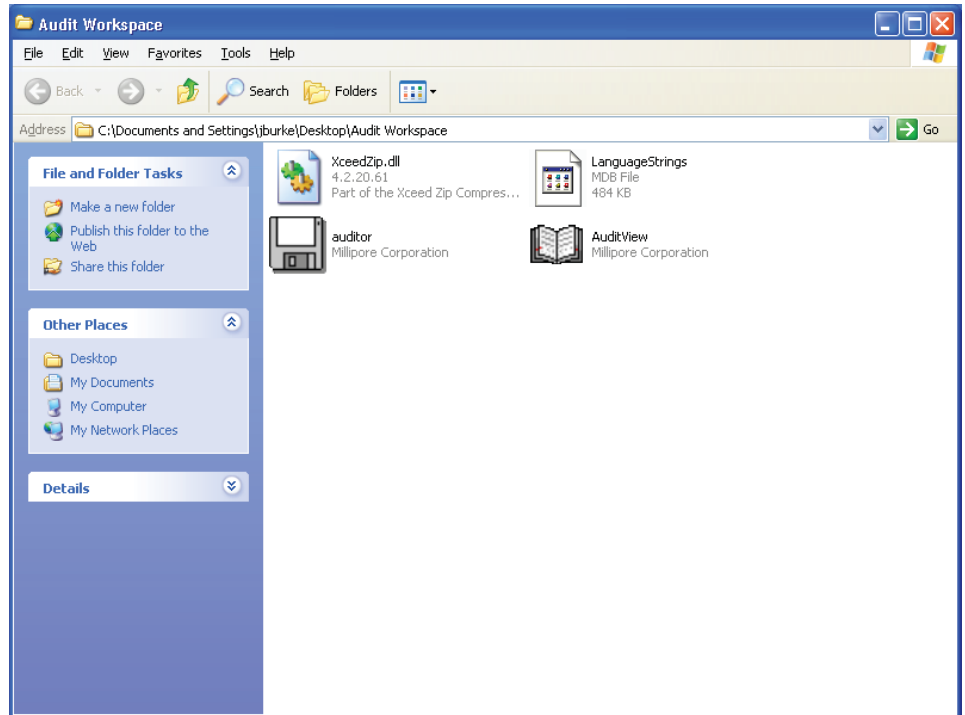 Audit Workspace
File Edit View Favorites Tools Help
Back Search Folders
Address C:\Documents and Settings\jburke\Desktop\Audit Workspace Go
File and Folder Tasks
Make a new folder
Publish this folder to the
Web
Share this folder
Other Places
Desktop
My Documents
My Computer
My Network Places
Details
XceedZip.dll
4.2.20.61
Part of the Xceed Zip Compres...
LanguageStrings
MDB File
484 KB
auditor
Millipore Corporation
AuditView
Millipore Corporation